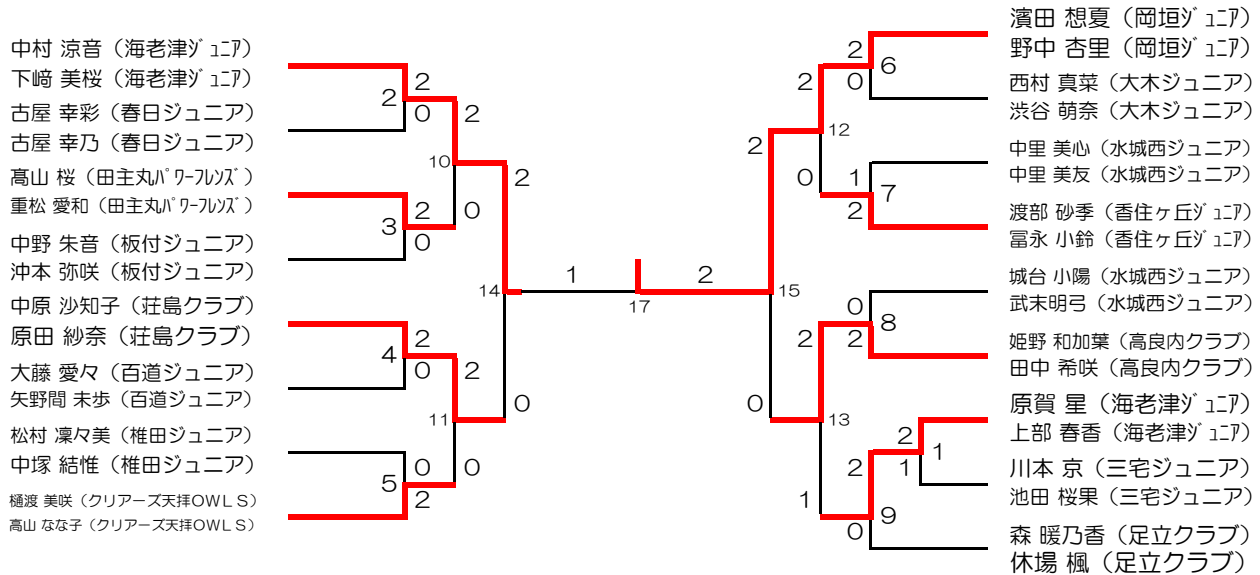 中村 涼音（海老津ｼﾞｭﾆｱ）
下﨑 美桜（海老津ｼﾞｭﾆｱ）
古屋 幸彩（春日ジュニア）
古屋 幸乃（春日ジュニア）
髙山 桜（田主丸ﾊﾟﾜｰﾌﾚﾝｽﾞ）
重松 愛和（田主丸ﾊﾟﾜｰﾌﾚﾝｽﾞ）
中野 朱音（板付ジュニア）
沖本 弥咲（板付ジュニア）
中原 沙知子（荘島クラブ）
原田 紗奈（荘島クラブ）
大藤 愛々（百道ジュニア）
矢野間 未歩（百道ジュニア）
松村 凜々美（椎田ジュニア）
中塚 結惟（椎田ジュニア）
樋渡 美咲（クリアーズ天拝OWLS）
高山 なな子（クリアーズ天拝OWLS）
2
2
0
2
10
3
2
0
0
2
14
4
2
0
2
11
5
0
2
0
0
1
17
2
濱田 想夏（岡垣ｼﾞｭﾆｱ）
野中 杏里（岡垣ｼﾞｭﾆｱ）
西村 真菜（大木ジュニア）
渋谷 萌奈（大木ジュニア）
中里 美心（水城西ジュニア）
中里 美友（水城西ジュニア）
渡部 砂季（香住ヶ丘ｼﾞｭﾆｱ）
冨永 小鈴（香住ヶ丘ｼﾞｭﾆｱ）
城台 小陽（水城西ジュニア）
武末明弓（水城西ジュニア）
姫野 和加葉（高良内クラブ）
田中 希咲（高良内クラブ）
原賀 星（海老津ｼﾞｭﾆｱ）
上部 春香（海老津ｼﾞｭﾆｱ）
川本 京（三宅ジュニア）
池田 桜果（三宅ジュニア）
森 暖乃香（足立クラブ）
休場 楓（足立クラブ）
2
6
0
2
12
2
0
1
7
2
15
0
8
2
2
0
13
2
1
1
2
1
9
0